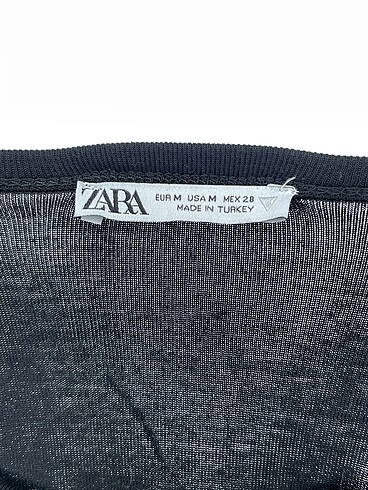 ZARA
EUR M USA M MEX 28
MADE IN TURKEY